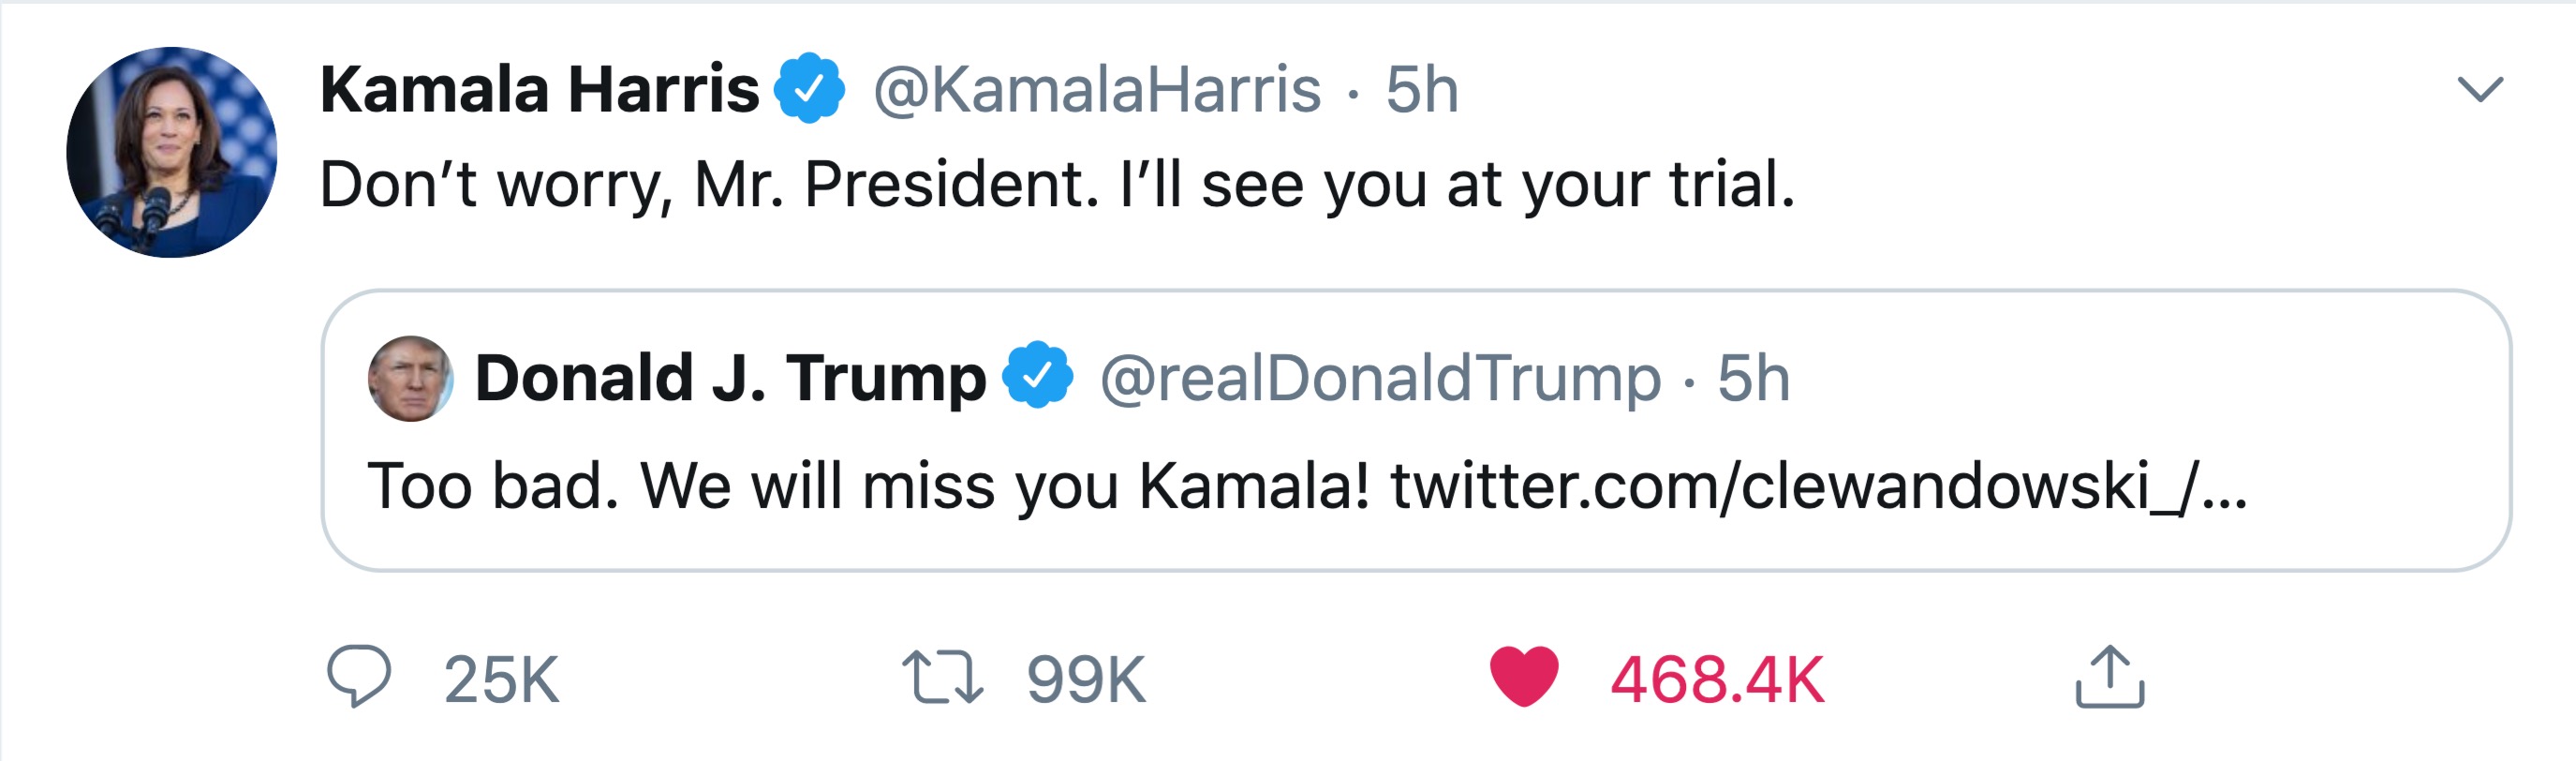 Kamala Harris @KamalaHarris · 5h
Don’t worry, Mr. President. I’ll see you at your trial.
Donald J. Trump @realDonaldTrump · 5h
Too bad. We will miss you Kamala! twitter.com/clewandowski_/...
25K 99K 468.4K